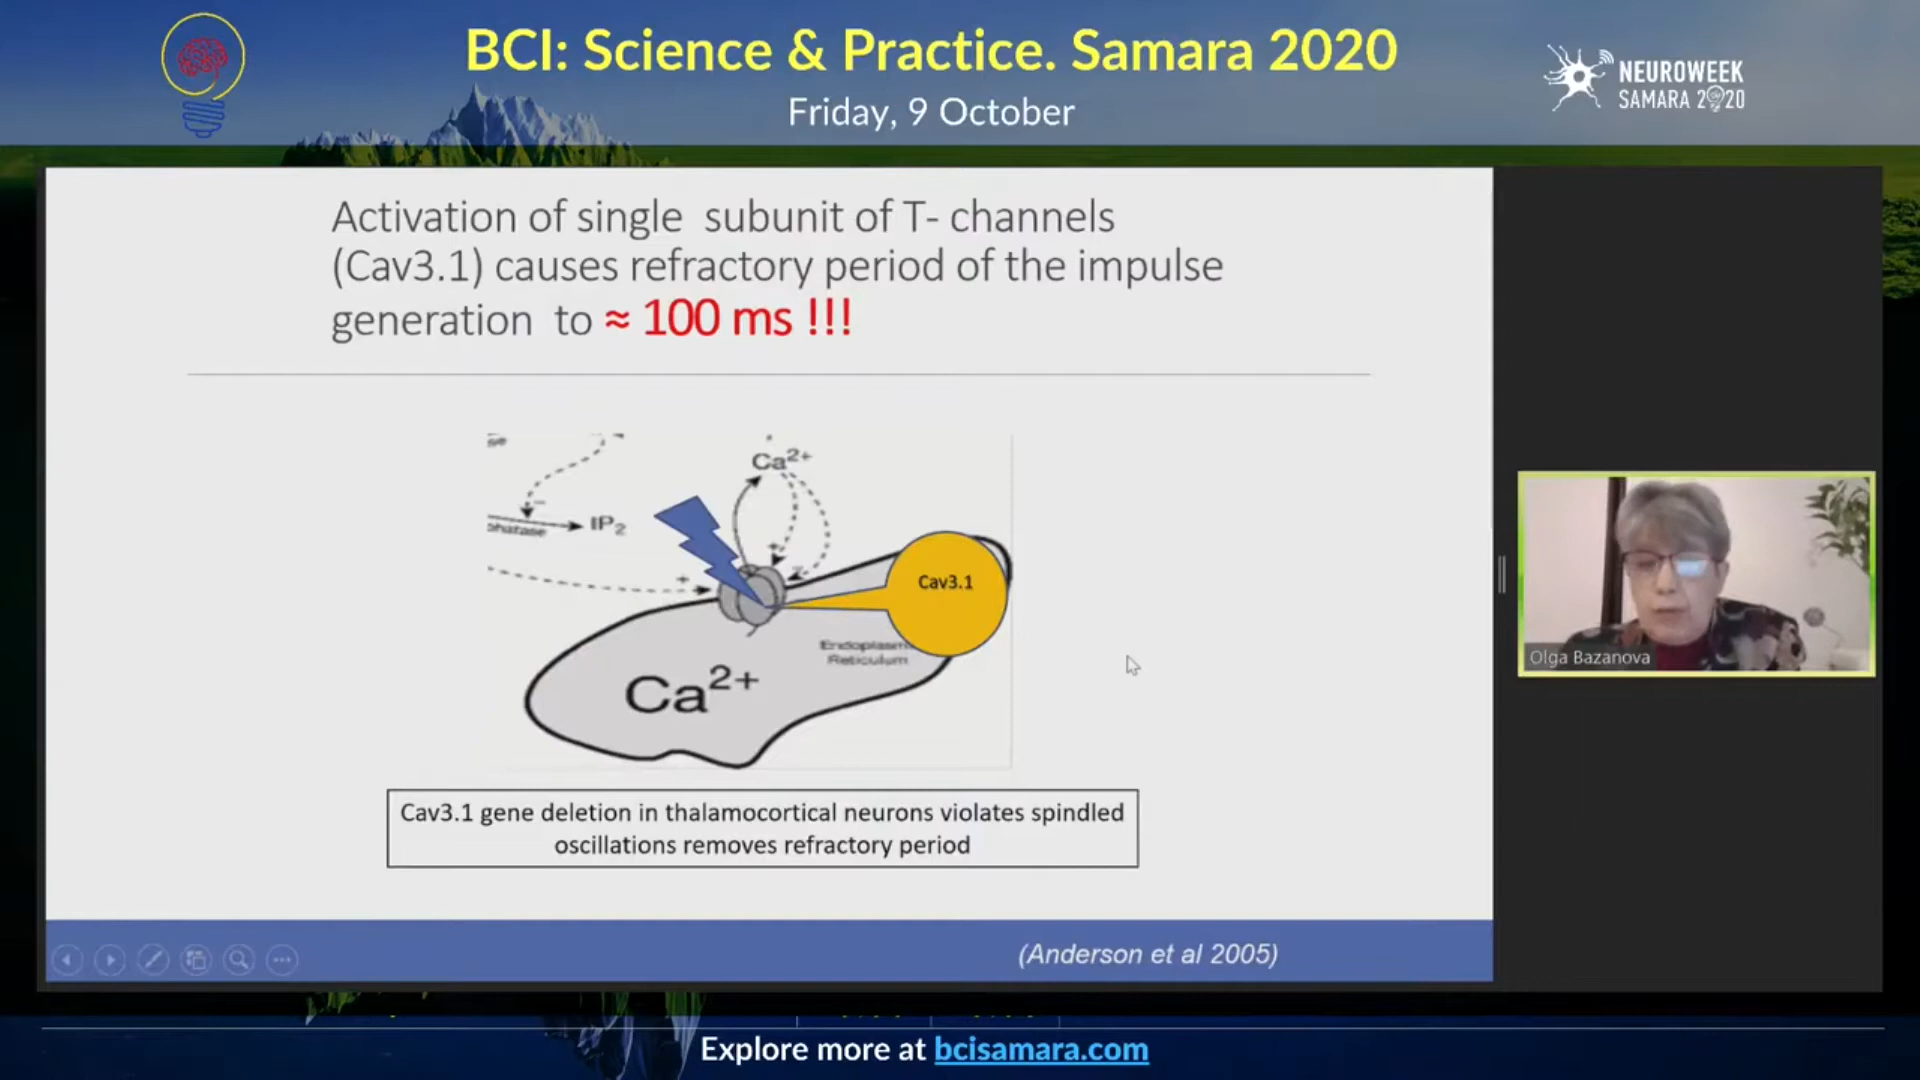 BCI: Science & Practice. Samara 2020
Friday, 9 October
NEUROWEEK
SAMARA 2020
Activation of single subunit of T- channels
(Cav3.1) causes refractory period of the impulse
generation to ≈ 100 ms !!!
Ca2+
IP2
phatase
Cav3.1
Reticulum
Ca2+
Cav3.1 gene deletion in thalamocortical neurons violates spindled
oscillations removes refractory period
(Anderson et al 2005)
Olga Bazanova
Explore more at bcisamara.com